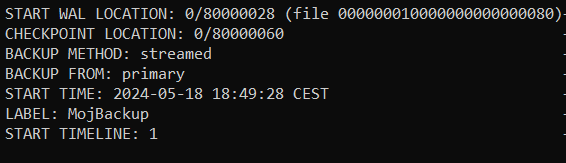 START WAL LOCATION: 0/80000028 (file 000000010000000000000080)
CHECKPOINT LOCATION: 0/80000060
BACKUP METHOD: streamed
BACKUP FROM: primary
START TIME: 2024-05-18 18:49:28 CEST
LABEL: MojBackup
START TIMELINE: 1